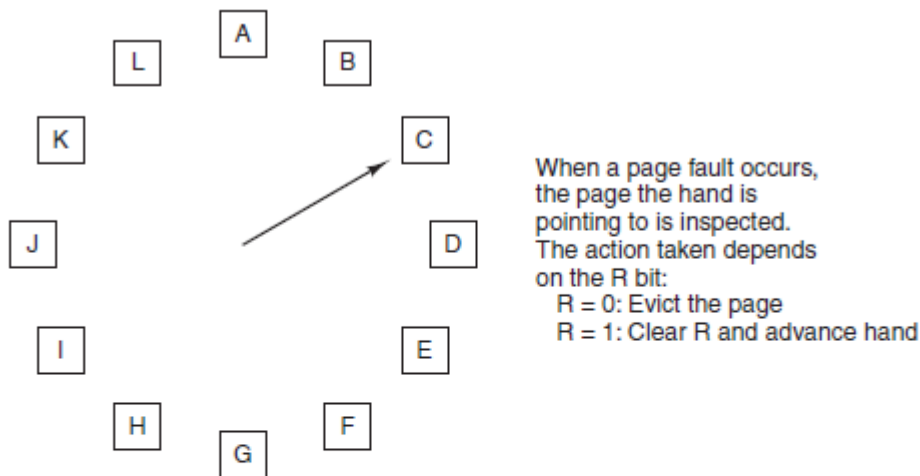 A
L
B
K
C
When a page fault occurs,
the page the hand is
pointing to is inspected.
The action taken depends
on the R bit:
R = 0: Evict the page
R = 1: Clear R and advance hand
J
D
I
E
H
F
G